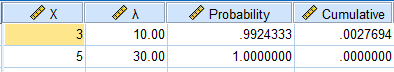 X λ Probability Cumulative
3 10.00 .9924333 .0027694
5 30.00 1.0000000 .0000000